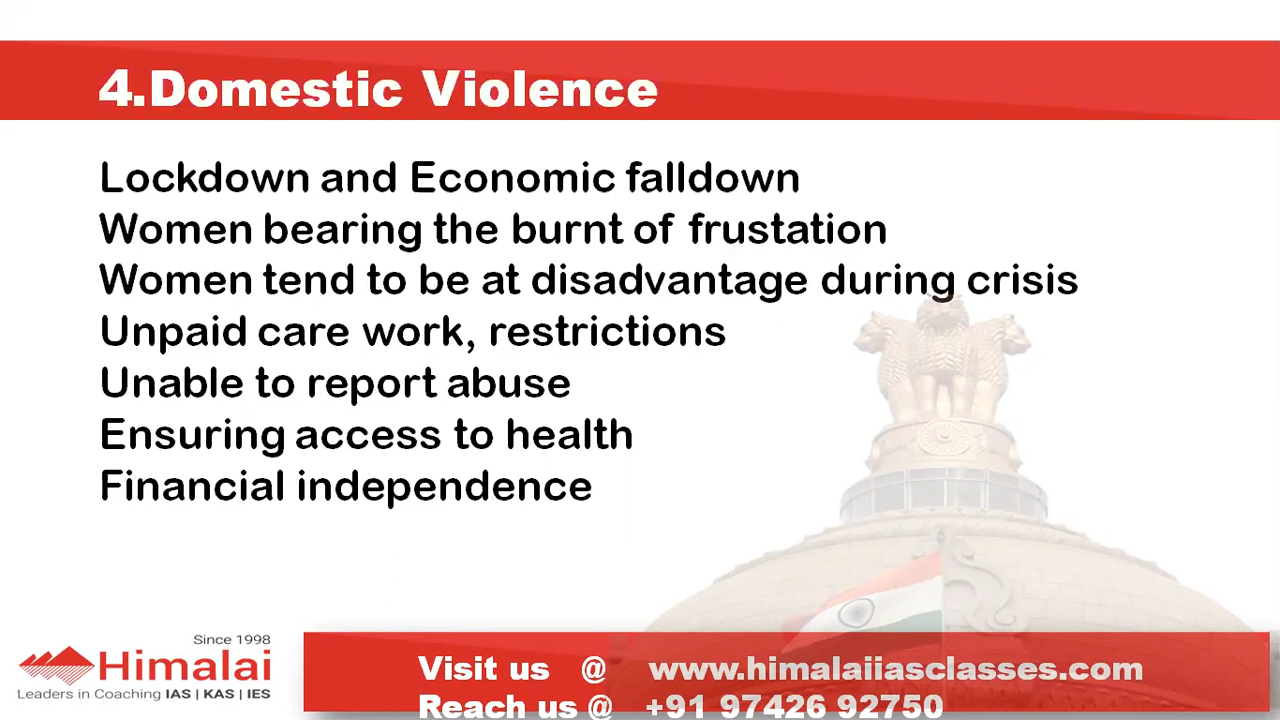 4.Domestic Violence
Lockdown and Economic falldown
Women bearing the burnt of frustation
Women tend to be at disadvantage during crisis
Unpaid care work, restrictions
Unable to report abuse
Ensuring access to health
Financial independence
Since 1998
Himalai
Leaders in Coaching IAS | KAS | IES
Visit us @ www.himalaiiasclasses.com
Reach us @ +91 97426 92750